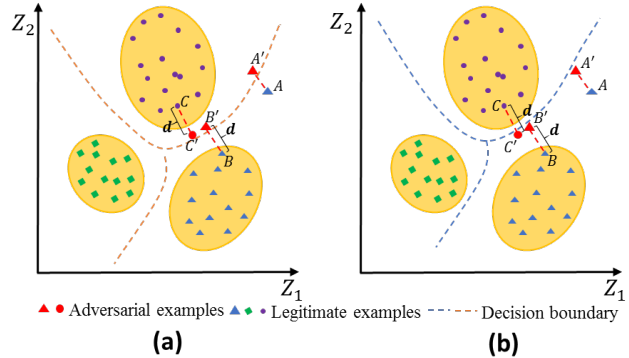 Z2
A′
A
C
B′
d
d
C′
B
Z1
Z2
A′
A
C
B′
d
d
C′
B
Z1
Adversarial examples Legitimate examples Decision boundary
(a) (b)